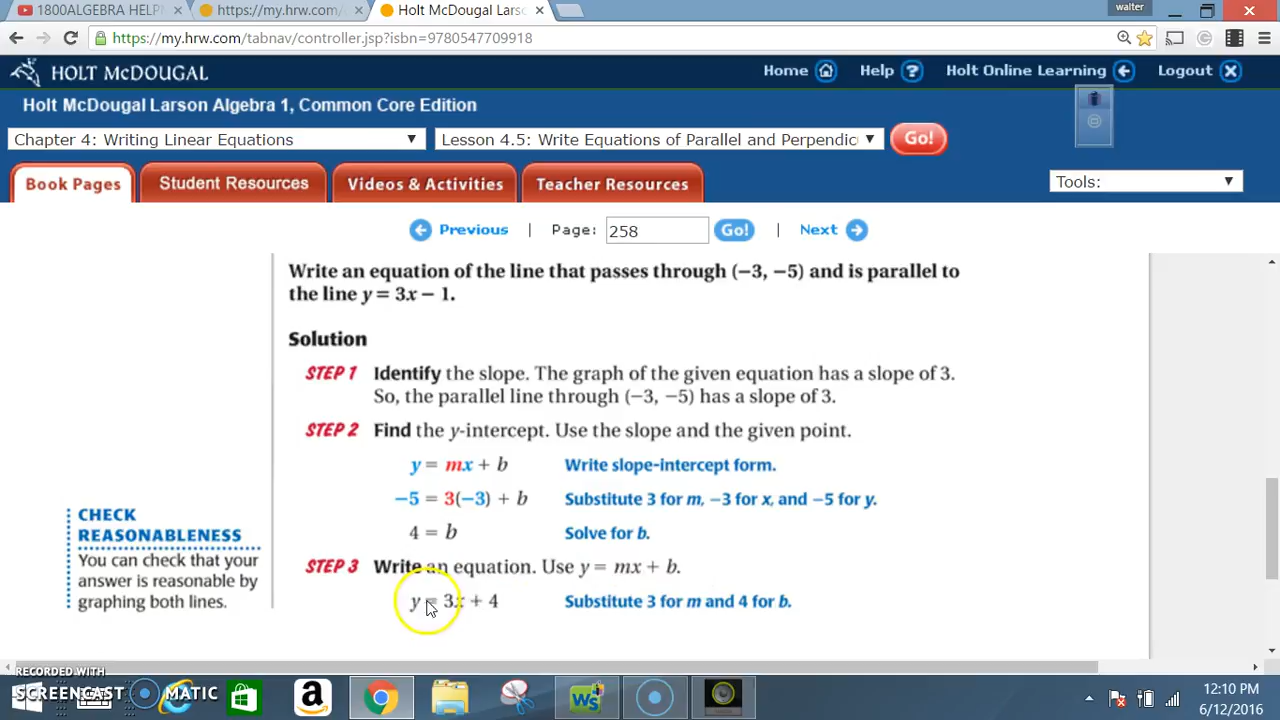 1800ALGEBRA HELP!
https://my.hrw.com/tabn
Holt McDougal Lars
walter
https://my.hrw.com/tabnav/controller.jsp?isbn=9780547709918
HOLT McDOUGAL
Home
Help
Holt Online Learning
Logout
Holt McDougal Larson Algebra 1, Common Core Edition
Chapter 4: Writing Linear Equations
Lesson 4.5: Write Equations of Parallel and Perpendic
Go!
Book Pages
Student Resources
Videos & Activities
Teacher Resources
Tools:
Previous | Page: 258 Go! | Next
Write an equation of the line that passes through (−3, −5) and is parallel to
the line y = 3x − 1.
Solution
STEP 1 Identify the slope. The graph of the given equation has a slope of 3.
So, the parallel line through (−3, −5) has a slope of 3.
STEP 2 Find the y-intercept. Use the slope and the given point.
y = mx + b Write slope-intercept form.
−5 = 3(−3) + b Substitute 3 for m, −3 for x, and −5 for y.
4 = b Solve for b.
STEP 3 Write an equation. Use y = mx + b.
y = 3x + 4 Substitute 3 for m and 4 for b.
CHECK
REASONABLENESS
You can check that your
answer is reasonable by
graphing both lines.
RECORDED WITH
SCREENCAST MATIC
12:10 PM
6/12/2016